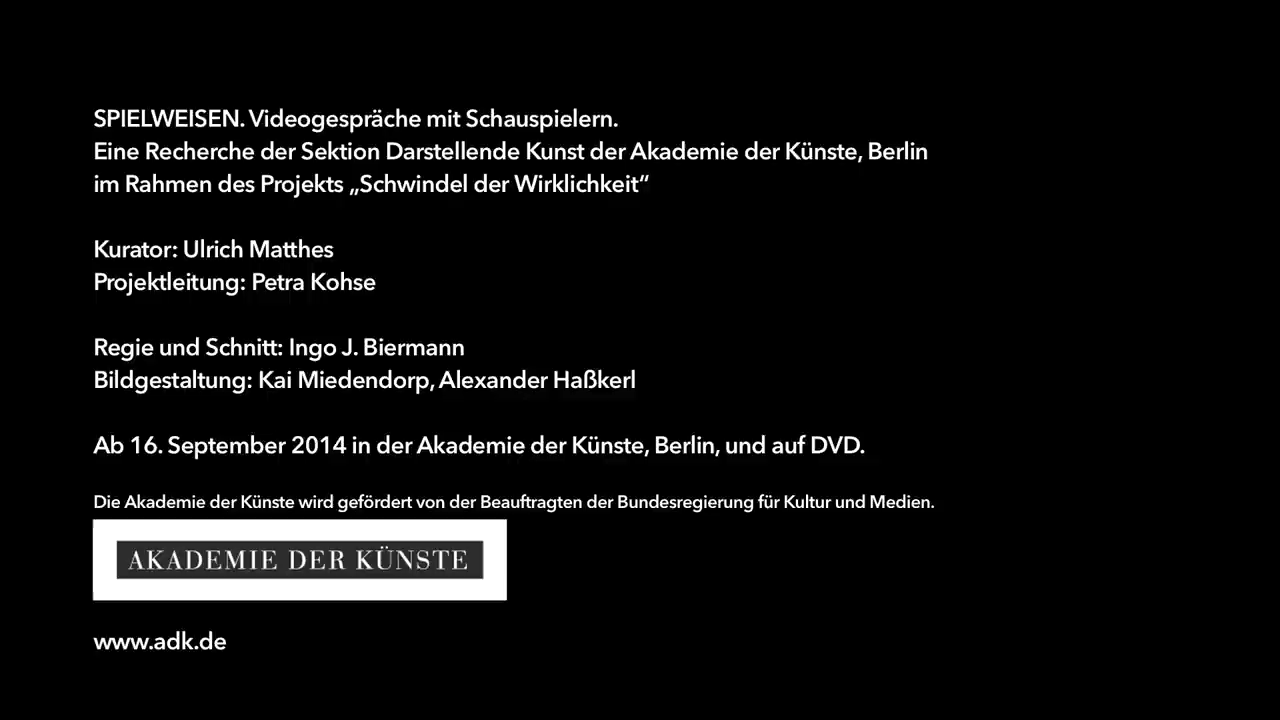 SPIELWEISEN. Videogespräche mit Schauspielern.
Eine Recherche der Sektion Darstellende Kunst der Akademie der Künste, Berlin
im Rahmen des Projekts „Schwindel der Wirklichkeit“
Kurator: Ulrich Matthes
Projektleitung: Petra Kohse
Regie und Schnitt: Ingo J. Biermann
Bildgestaltung: Kai Miedendorp, Alexander Haßkerl
Ab 16. September 2014 in der Akademie der Künste, Berlin, und auf DVD.
Die Akademie der Künste wird gefördert von der Beauftragten der Bundesregierung für Kultur und Medien.
AKADEMIE DER KÜNSTE
www.adk.de